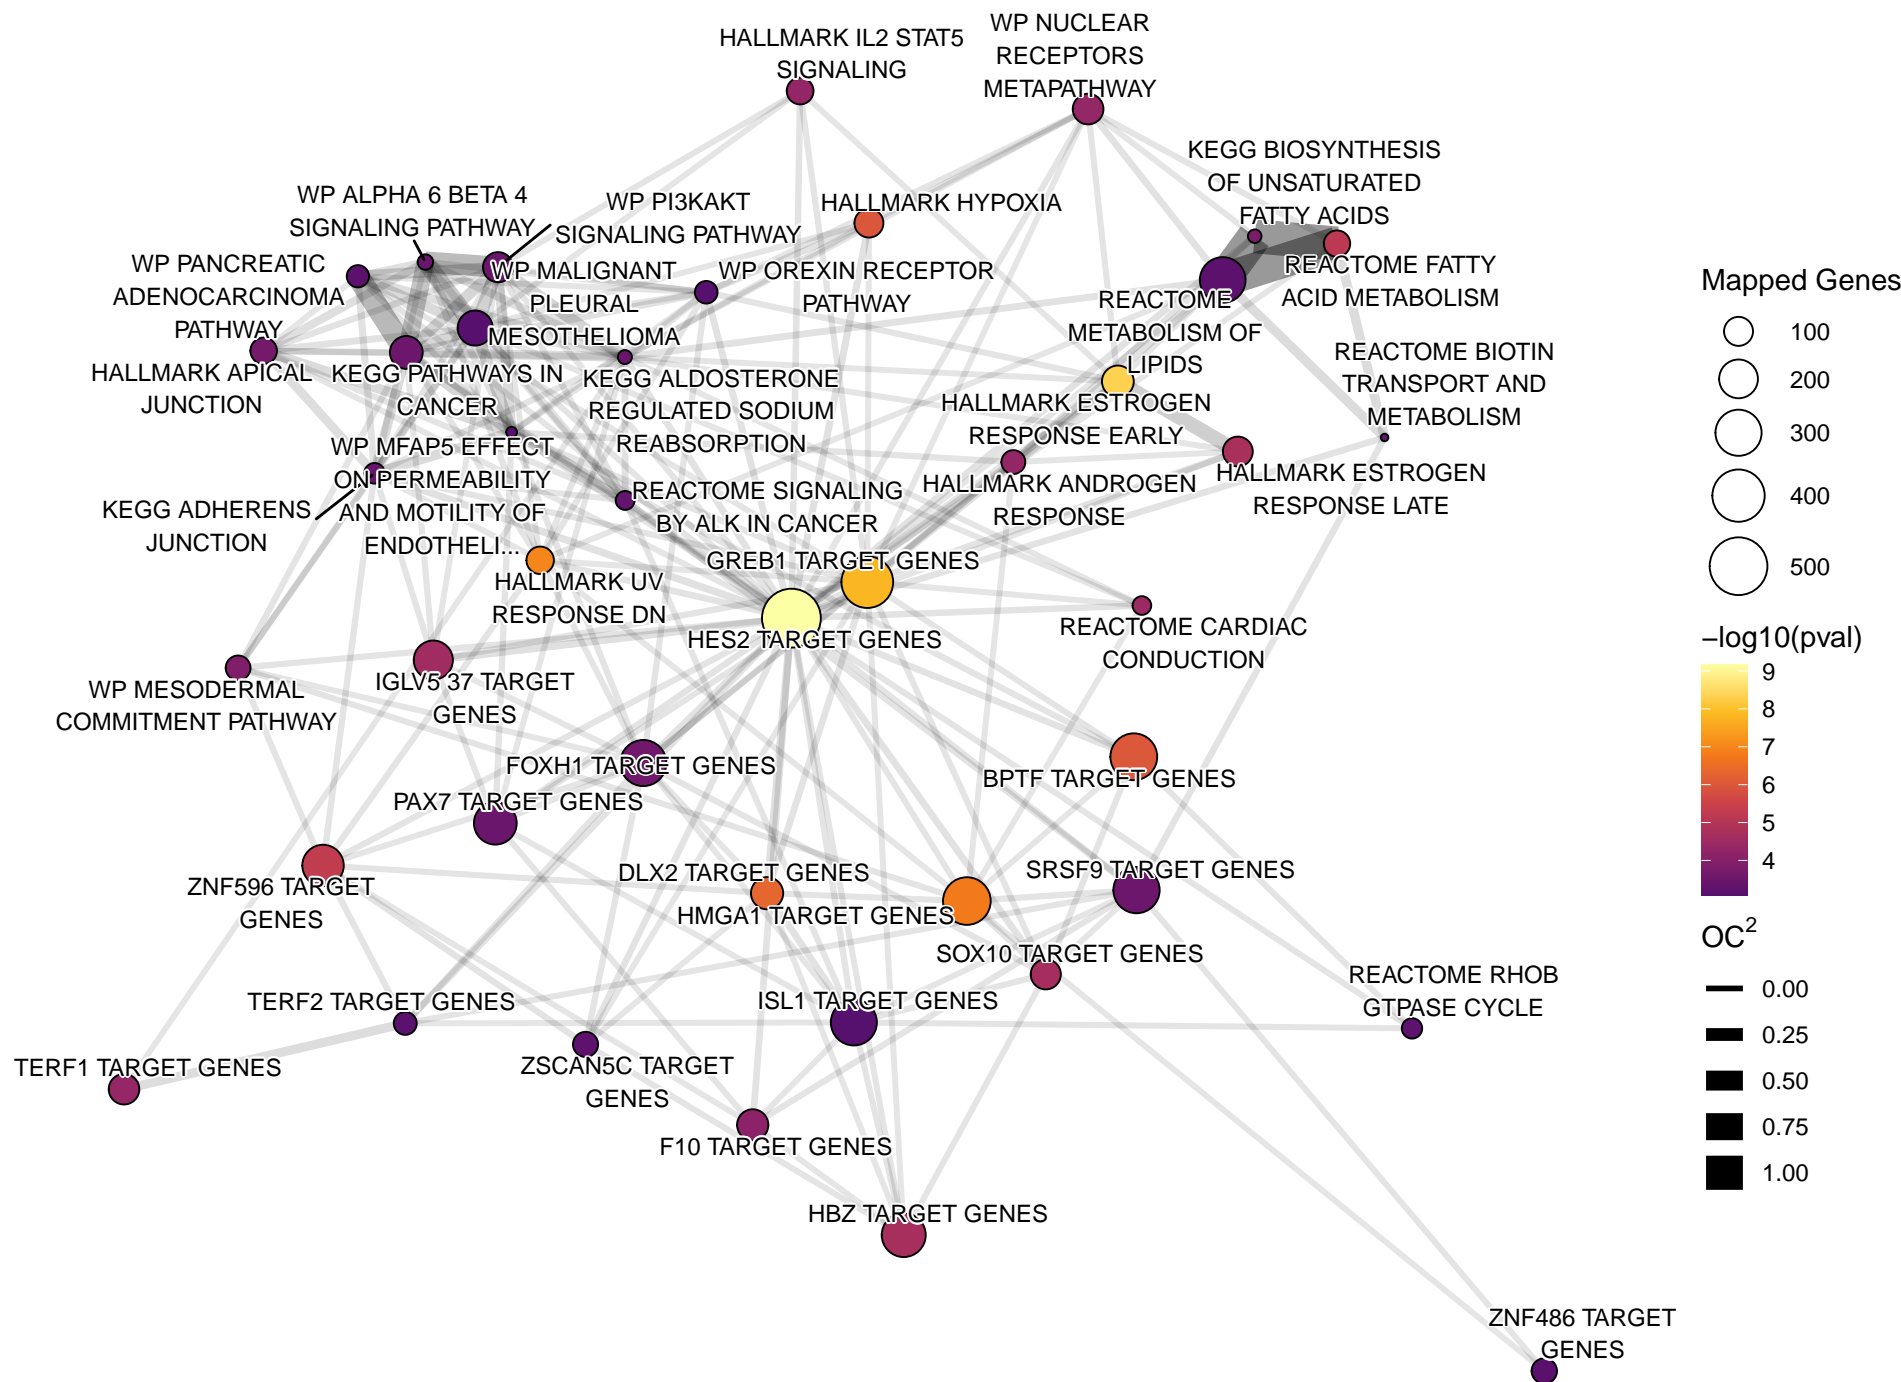 HALLMARK IL2 STAT5
SIGNALING
WP NUCLEAR
RECEPTORS
METAPATHWAY
KEGG BIOSYNTHESIS
OF UNSATURATED
FATTY ACIDS
WP ALPHA 6 BETA 4
SIGNALING PATHWAY
WP PI3KAKT
SIGNALING PATHWAY
HALLMARK HYPOXIA
WP PANCREATIC
ADENOCARCINOMA
PATHWAY
WP MALIGNANT
PLEURAL
MESOTHELIOMA
WP OREXIN RECEPTOR
PATHWAY
REACTOME FATTY
ACID METABOLISM
REACTOME
METABOLISM OF
LIPIDS
REACTOME BIOTIN
TRANSPORT AND
METABOLISM
HALLMARK APICAL
JUNCTION
KEGG PATHWAYS IN
CANCER
KEGG ALDOSTERONE
REGULATED SODIUM
REABSORPTION
HALLMARK ESTROGEN
RESPONSE EARLY
WP MFAP5 EFFECT
ON PERMEABILITY
AND MOTILITY OF
ENDOTHELI...
KEGG ADHERENS
JUNCTION
REACTOME SIGNALING
BY ALK IN CANCER
HALLMARK ANDROGEN
RESPONSE
HALLMARK ESTROGEN
RESPONSE LATE
GREB1 TARGET GENES
HALLMARK UV
RESPONSE DN
HES2 TARGET GENES
REACTOME CARDIAC
CONDUCTION
WP MESODERMAL
COMMITMENT PATHWAY
IGLV5 37 TARGET
GENES
FOXH1 TARGET GENES
BPTF TARGET GENES
PAX7 TARGET GENES
ZNF596 TARGET
GENES
DLX2 TARGET GENES
SRSF9 TARGET GENES
HMGA1 TARGET GENES
SOX10 TARGET GENES
REACTOME RHOB
GTPASE CYCLE
TERF2 TARGET GENES
ISL1 TARGET GENES
TERF1 TARGET GENES
ZSCAN5C TARGET
GENES
F10 TARGET GENES
HBZ TARGET GENES
ZNF486 TARGET
GENES
Mapped Genes
100
200
300
400
500
−log10(pval)
9
8
7
6
5
4
OC²
0.00
0.25
0.50
0.75
1.00